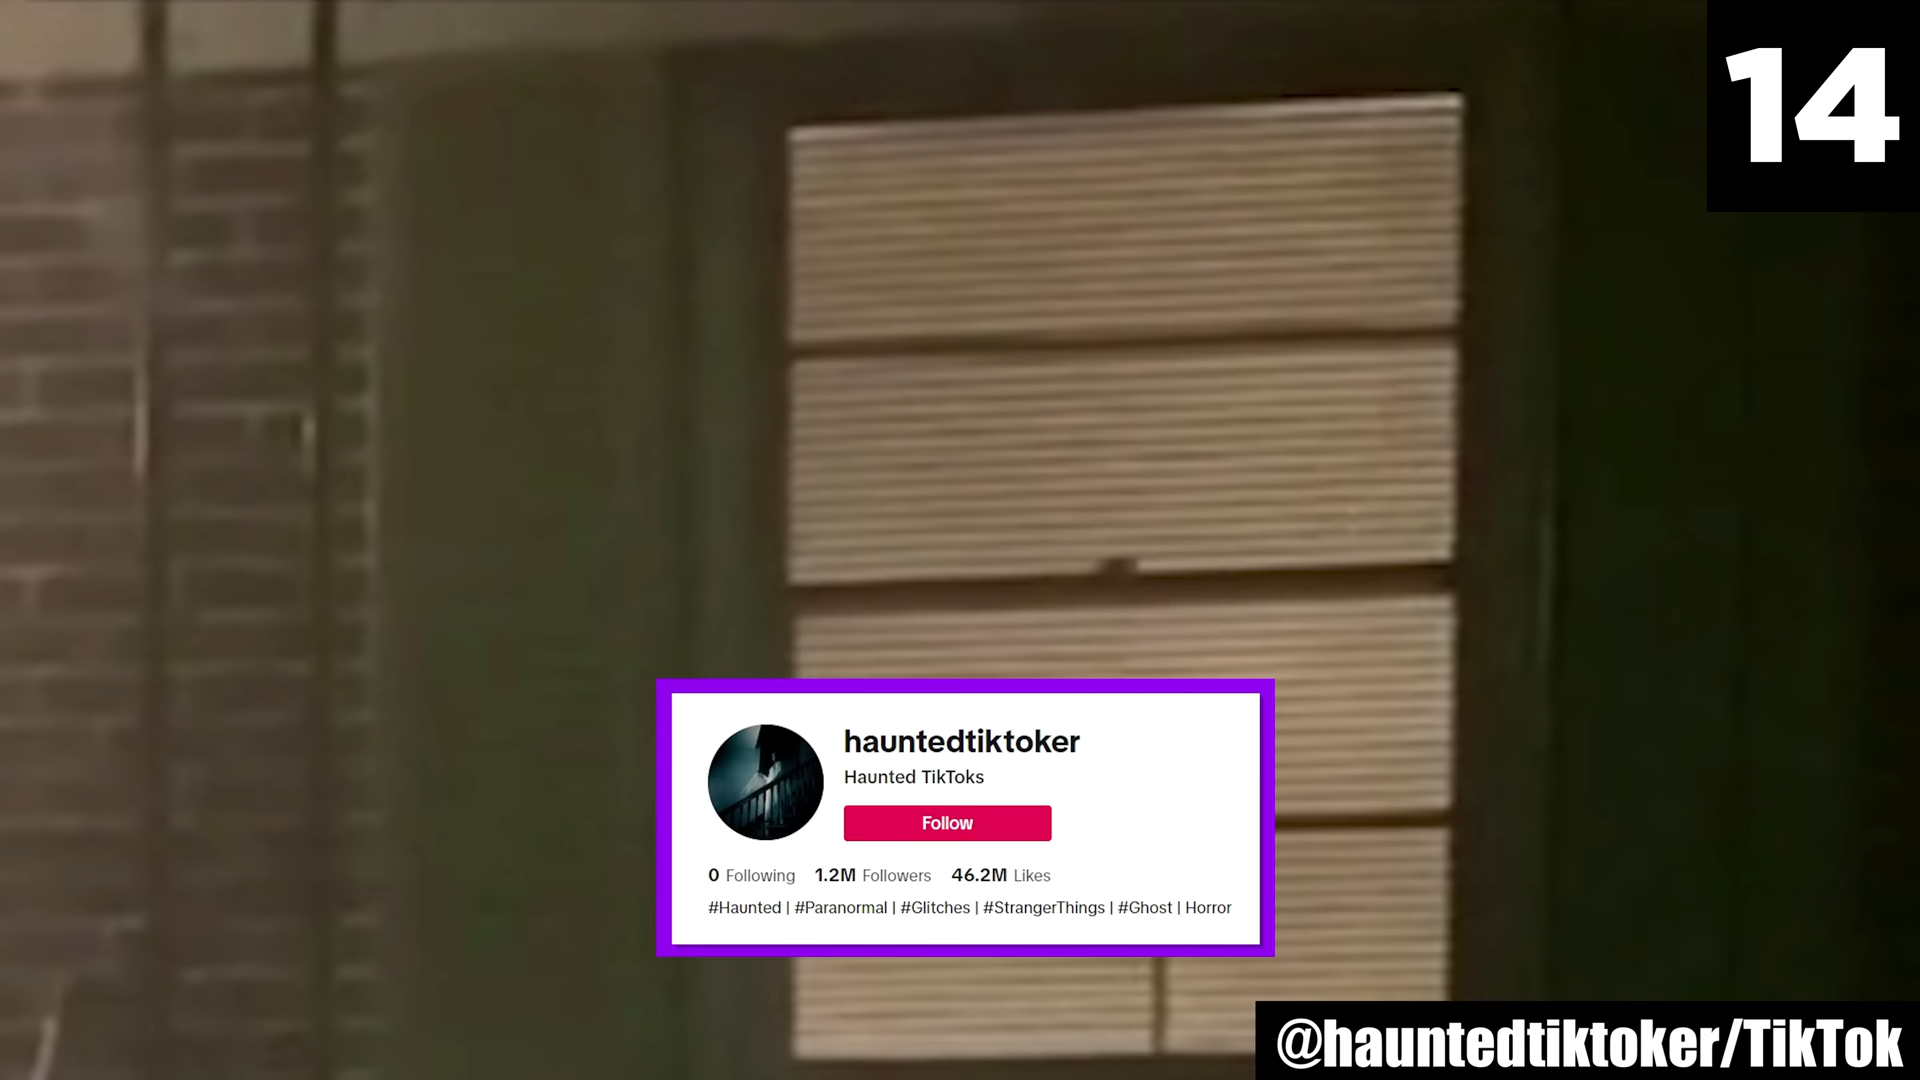 14
hauntedtiktoker
Haunted TikToks
Follow
0 Following 1.2M Followers 46.2M Likes
#Haunted | #Paranormal | #Glitches | #StrangerThings | #Ghost | Horror
@hauntedtiktoker/TikTok